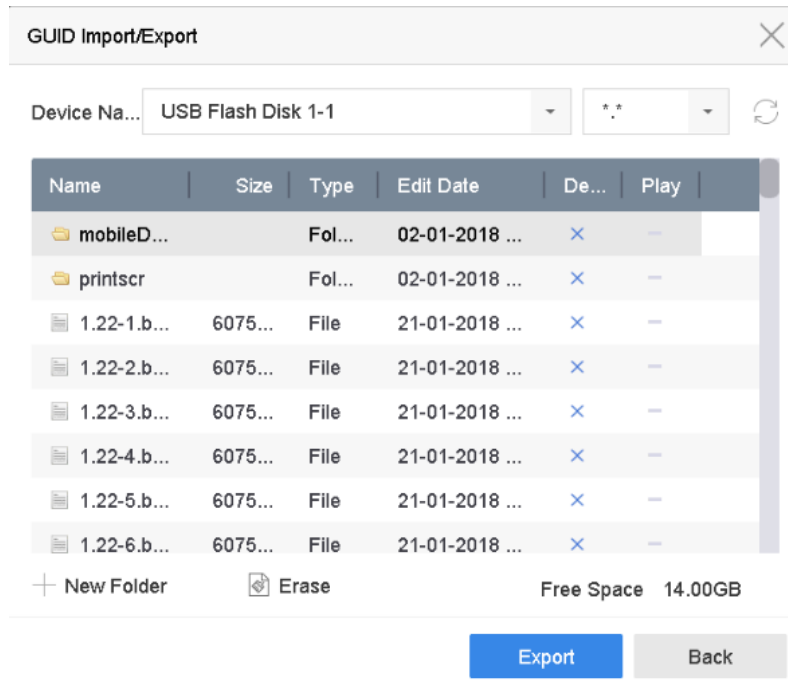 GUID Import/Export
Device Na... USB Flash Disk 1-1 *.*
Name Size Type Edit Date De... Play
mobileD... Fol... 02-01-2018 ...
printscr Fol... 02-01-2018 ...
1.22-1.b... 6075... File 21-01-2018 ...
1.22-2.b... 6075... File 21-01-2018 ...
1.22-3.b... 6075... File 21-01-2018 ...
1.22-4.b... 6075... File 21-01-2018 ...
1.22-5.b... 6075... File 21-01-2018 ...
1.22-6.b... 6075... File 21-01-2018 ...
New Folder Erase Free Space 14.00GB
Export Back